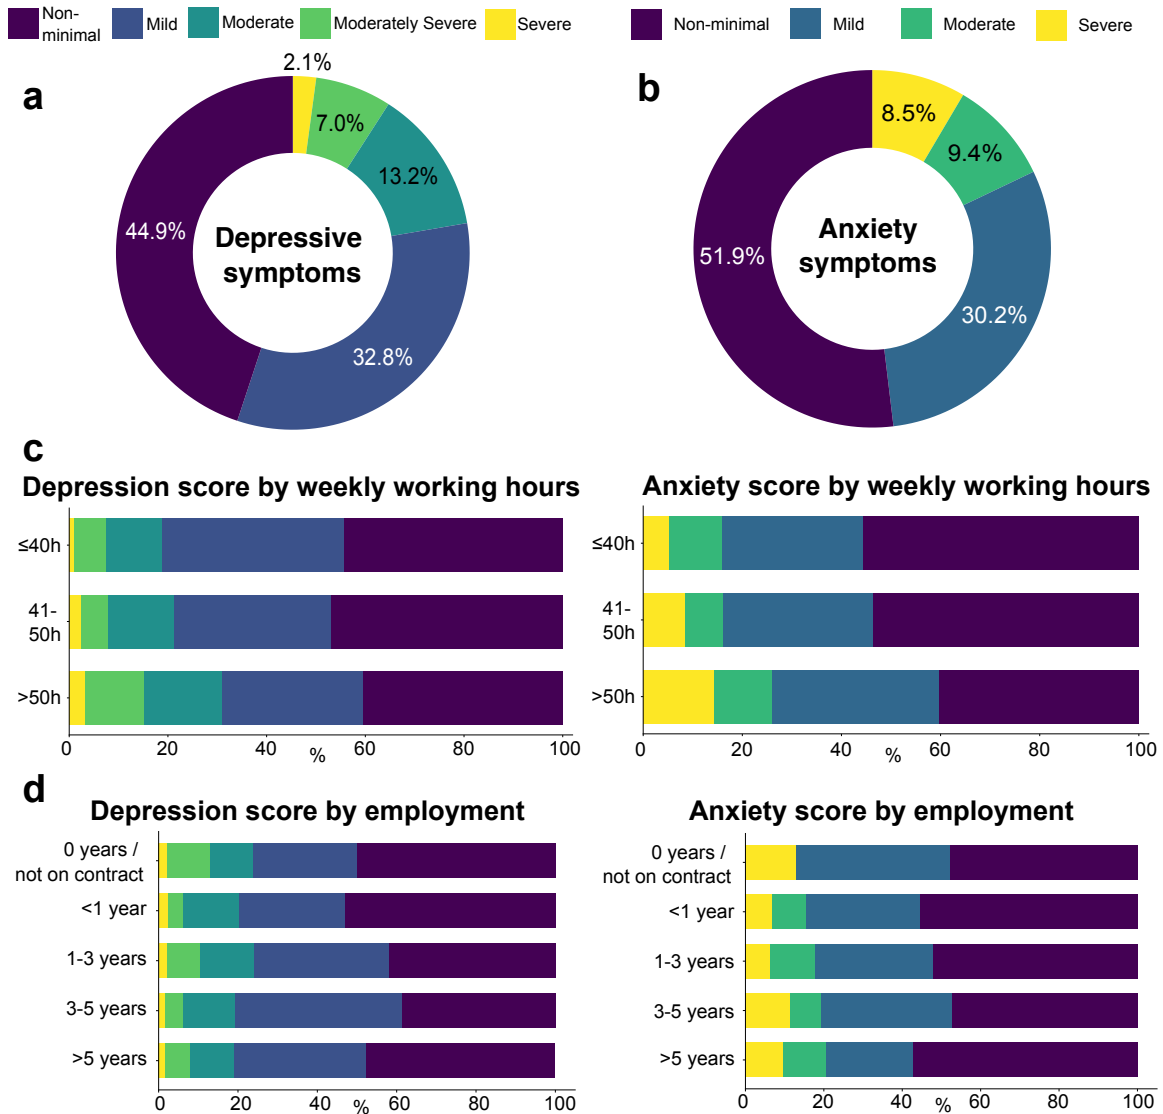 Non-
minimal
Mild
Moderate
Moderately Severe
Severe
Non-minimal
Mild
Moderate
Severe
a
2.1%
7.0%
13.2%
44.9%
Depressive
symptoms
32.8%
b
8.5%
9.4%
51.9%
Anxiety
symptoms
30.2%
c
Depression score by weekly working hours
≤40h
41-
50h
>50h
0 20 40 60 80 100
%
Anxiety score by weekly working hours
≤40h
41-
50h
>50h
0 20 40 60 80 100
%
d
Depression score by employment
0 years /
not on contract
<1 year
1-3 years
3-5 years
>5 years
0 20 40 60 80 100
%
Anxiety score by employment
0 years /
not on contract
<1 year
1-3 years
3-5 years
>5 years
0 20 40 60 80 100
%